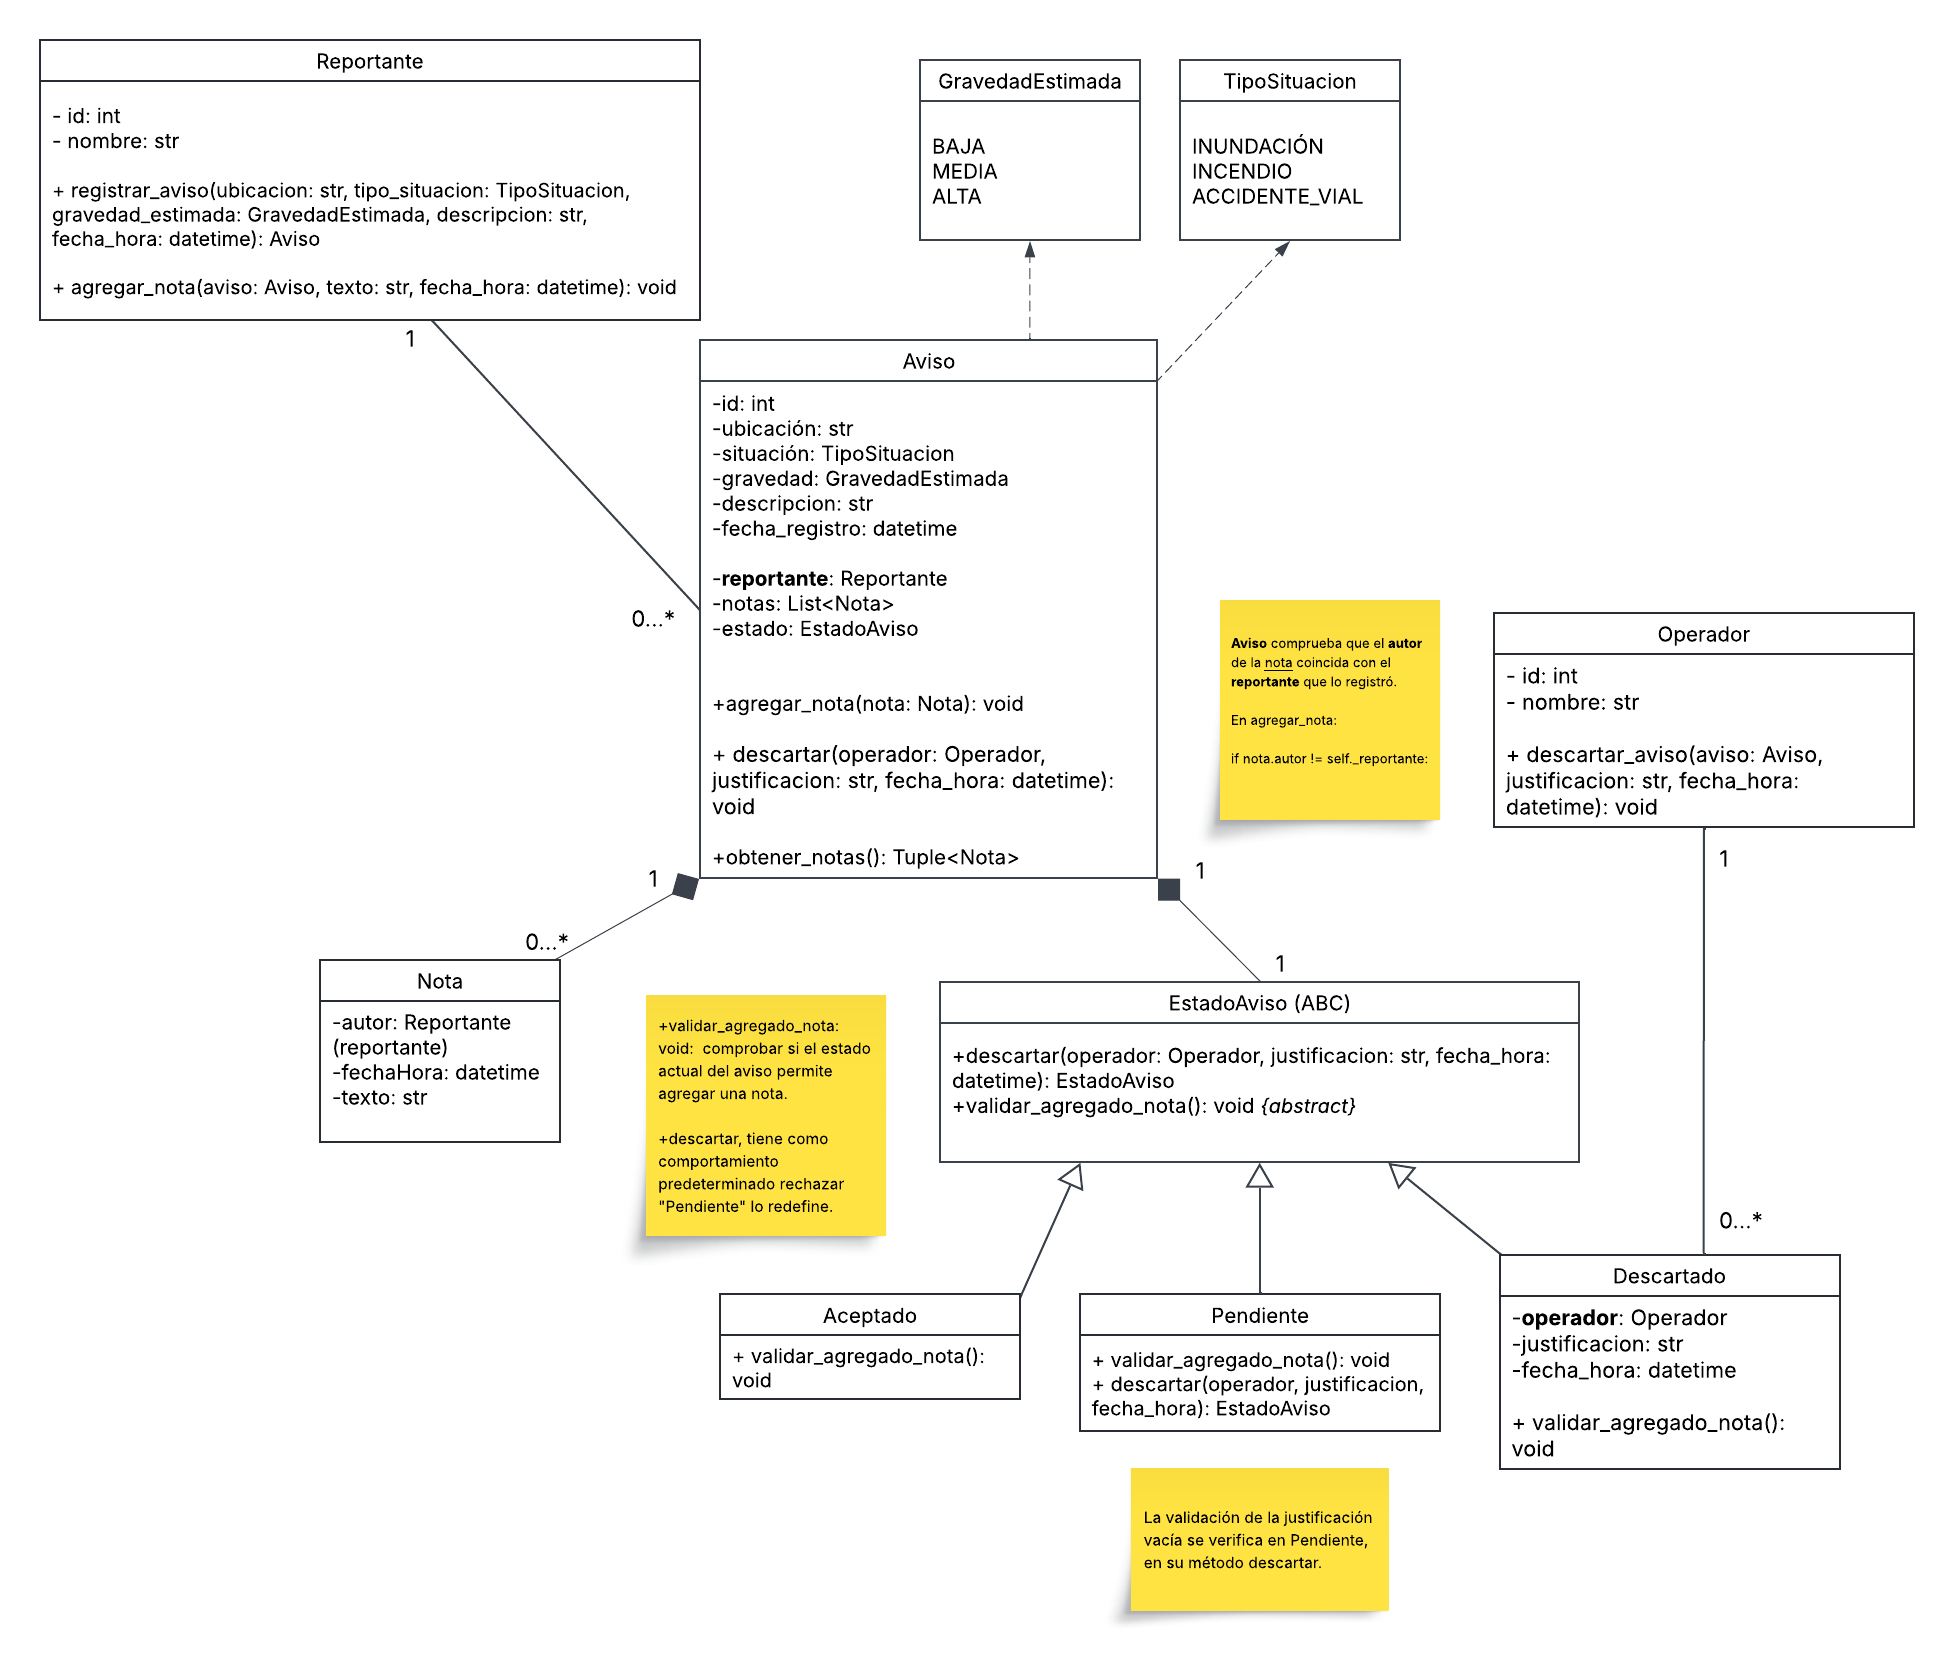 Reportante
- id: int
- nombre: str
+ registrar_aviso(ubicacion: str, tipo_situacion: TipoSituacion,
gravedad_estimada: GravedadEstimada, descripcion: str,
fecha_hora: datetime): Aviso
+ agregar_nota(aviso: Aviso, texto: str, fecha_hora: datetime): void
GravedadEstimada
BAJA
MEDIA
ALTA
TipoSituacion
INUNDACIÓN
INCENDIO
ACCIDENTE_VIAL
1
0...*
Aviso
-id: int
-ubicación: str
-situación: TipoSituacion
-gravedad: GravedadEstimada
-descripcion: str
-fecha_registro: datetime
-reportante: Reportante
-notas: List<Nota>
-estado: EstadoAviso
+agregar_nota(nota: Nota): void
+ descartar(operador: Operador,
justificacion: str, fecha_hora: datetime):
void
+obtener_notas(): Tuple<Nota>
Aviso comprueba que el autor
de la nota coincida con el
reportante que lo registró.
En agregar_nota:
if nota.autor != self._reportante:
Operador
- id: int
- nombre: str
+ descartar_aviso(aviso: Aviso,
justificacion: str, fecha_hora:
datetime): void
1
0...*
1
0...*
1
1
Nota
-autor: Reportante
(reportante)
-fechaHora: datetime
-texto: str
+validar_agregado_nota:
void:  comprobar si el estado
actual del aviso permite
agregar una nota.
+descartar, tiene como
comportamiento
predeterminado rechazar
"Pendiente" lo redefine.
EstadoAviso (ABC)
+descartar(operador: Operador, justificacion: str, fecha_hora:
datetime): EstadoAviso
+validar_agregado_nota(): void {abstract}
Aceptado
+ validar_agregado_nota():
void
Pendiente
+ validar_agregado_nota(): void
+ descartar(operador, justificacion,
fecha_hora): EstadoAviso
Descartado
-operador: Operador
-justificacion: str
-fecha_hora: datetime
+ validar_agregado_nota():
void
La validación de la justificación
vacía se verifica en Pendiente,
en su método descartar.